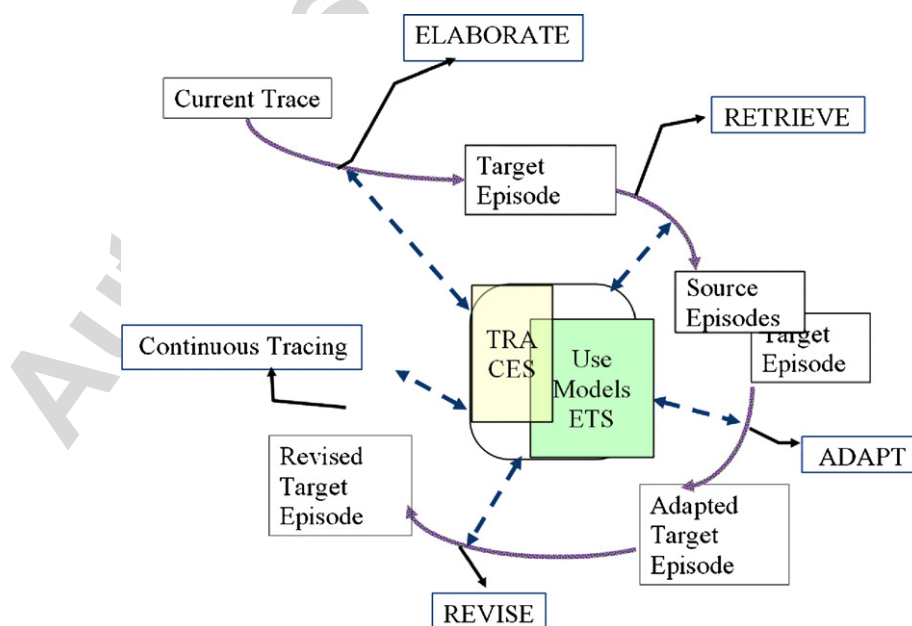 ELABORATE
Current Trace
RETRIEVE
Target
Episode
Source
Episodes
Target
Episode
TRA
CES
Use
Models
ETS
Continuous Tracing
ADAPT
Revised
Target
Episode
Adapted
Target
Episode
REVISE